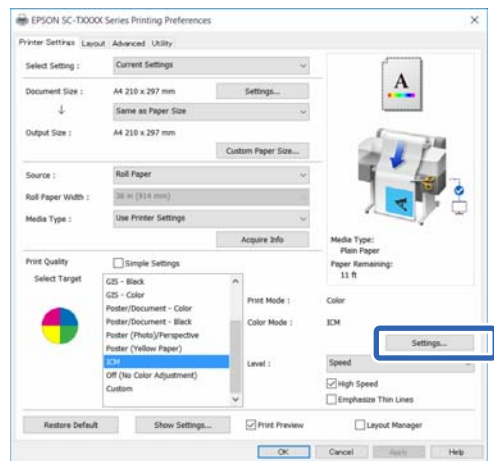 EPSON SC-TXXXX Series Printing Preferences
Printer Settings Layout Advanced Utility
Select Setting : Current Settings
Document Size : A4 210 x 297 mm Settings...
Same as Paper Size
Output Size : A4 210 x 297 mm
Custom Paper Size...
Source : Roll Paper
Roll Paper Width : 36 in (914 mm)
Media Type : Use Printer Settings
Acquire Info
A
Media Type:
Plain Paper
Paper Remaining:
11 ft
Print Quality Simple Settings
Select Target
GIS - Black
GIS - Color
Poster/Document - Color
Poster/Document - Black
Poster (Photo)/Perspective
Poster (Yellow Paper)
ICM
Off (No Color Adjustment)
Custom
Print Mode : Color
Color Mode : ICM
Settings...
Level : Speed
High Speed
Emphasize Thin Lines
Restore Default Show Settings... Print Preview Layout Manager
OK Cancel Apply Help